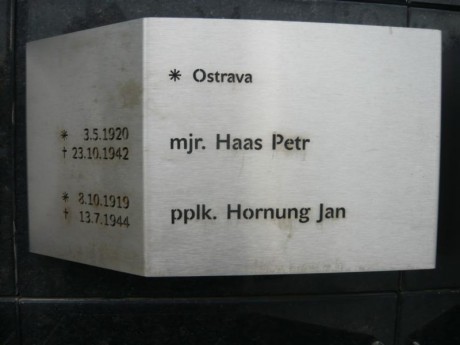 * Ostrava
* 3.5.1920
† 23.10.1942
mjr. Haas Petr
* 8.10.1919
† 13.7.1944
pplk. Hornung Jan